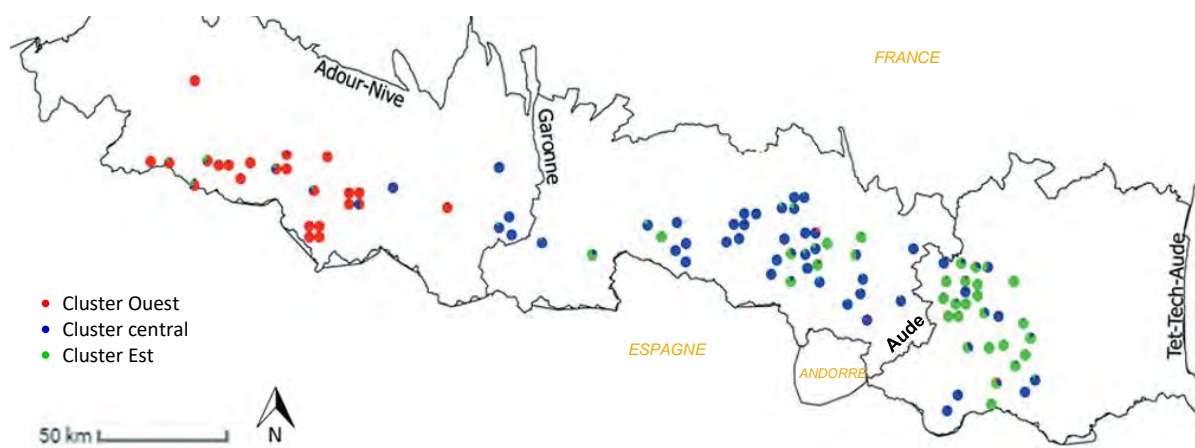 FRANCE
Adour-Nive
Garonne
Tet-Tech-Aude
Cluster Ouest
Cluster central
Cluster Est
Aude
ESPAGNE
ANDORRE
50 km
N